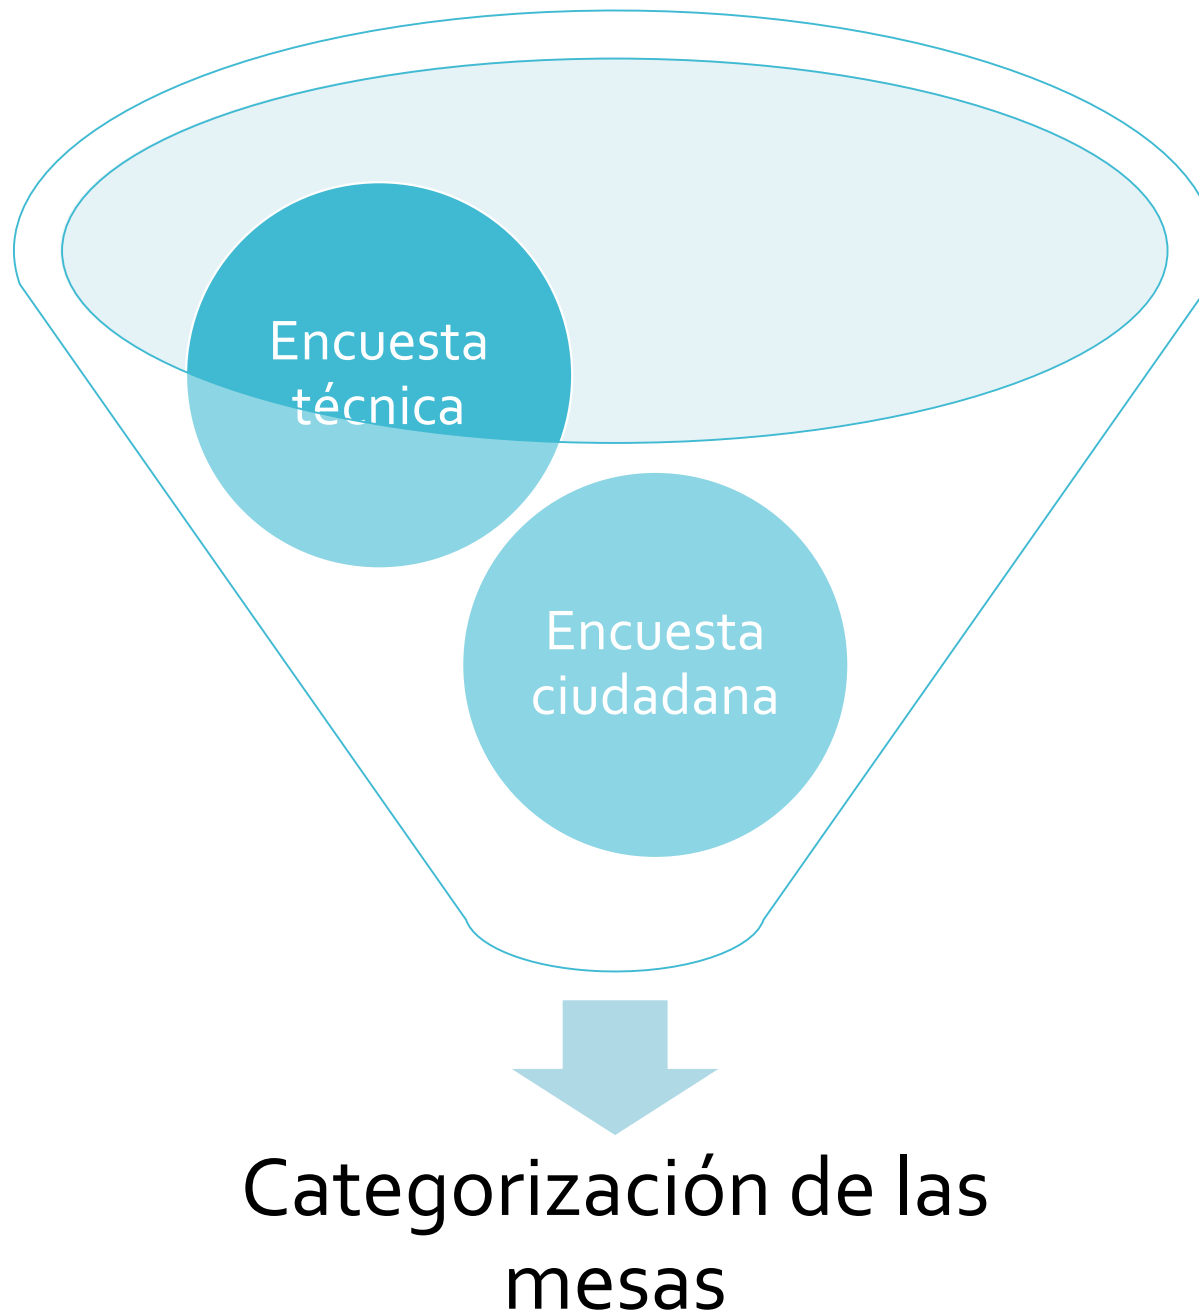 Encuesta
técnica
Encuesta
ciudadana
Categorización de las
mesas